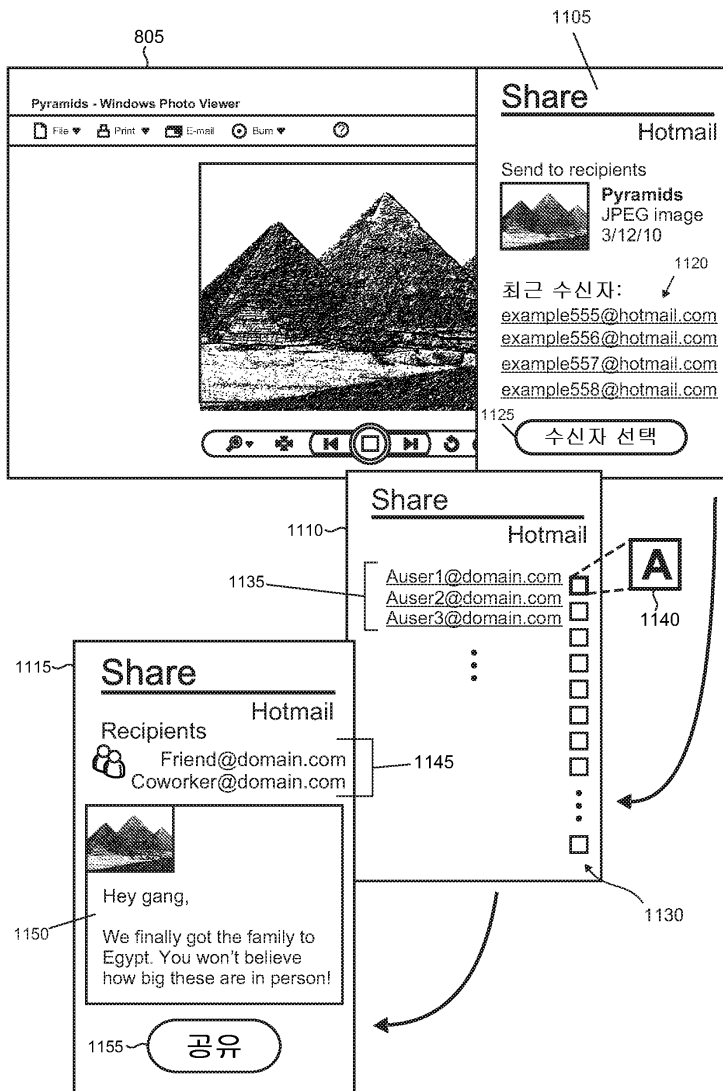 805
1105
Pyramids - Windows Photo Viewer
File Print E-mail Burn ?
Share
Hotmail
Send to recipients
Pyramids
JPEG image
3/12/10
1120
최근 수신자:
example555@hotmail.com
example556@hotmail.com
example557@hotmail.com
example558@hotmail.com
1125
수신자 선택
1110
Share
Hotmail
1135
Auser1@domain.com
Auser2@domain.com
Auser3@domain.com
A
1140
1130
1115
Share
Hotmail
Recipients
Friend@domain.com
Coworker@domain.com
1145
Hey gang,
1150
We finally got the family to
Egypt. You won't believe
how big these are in person!
1155
공유